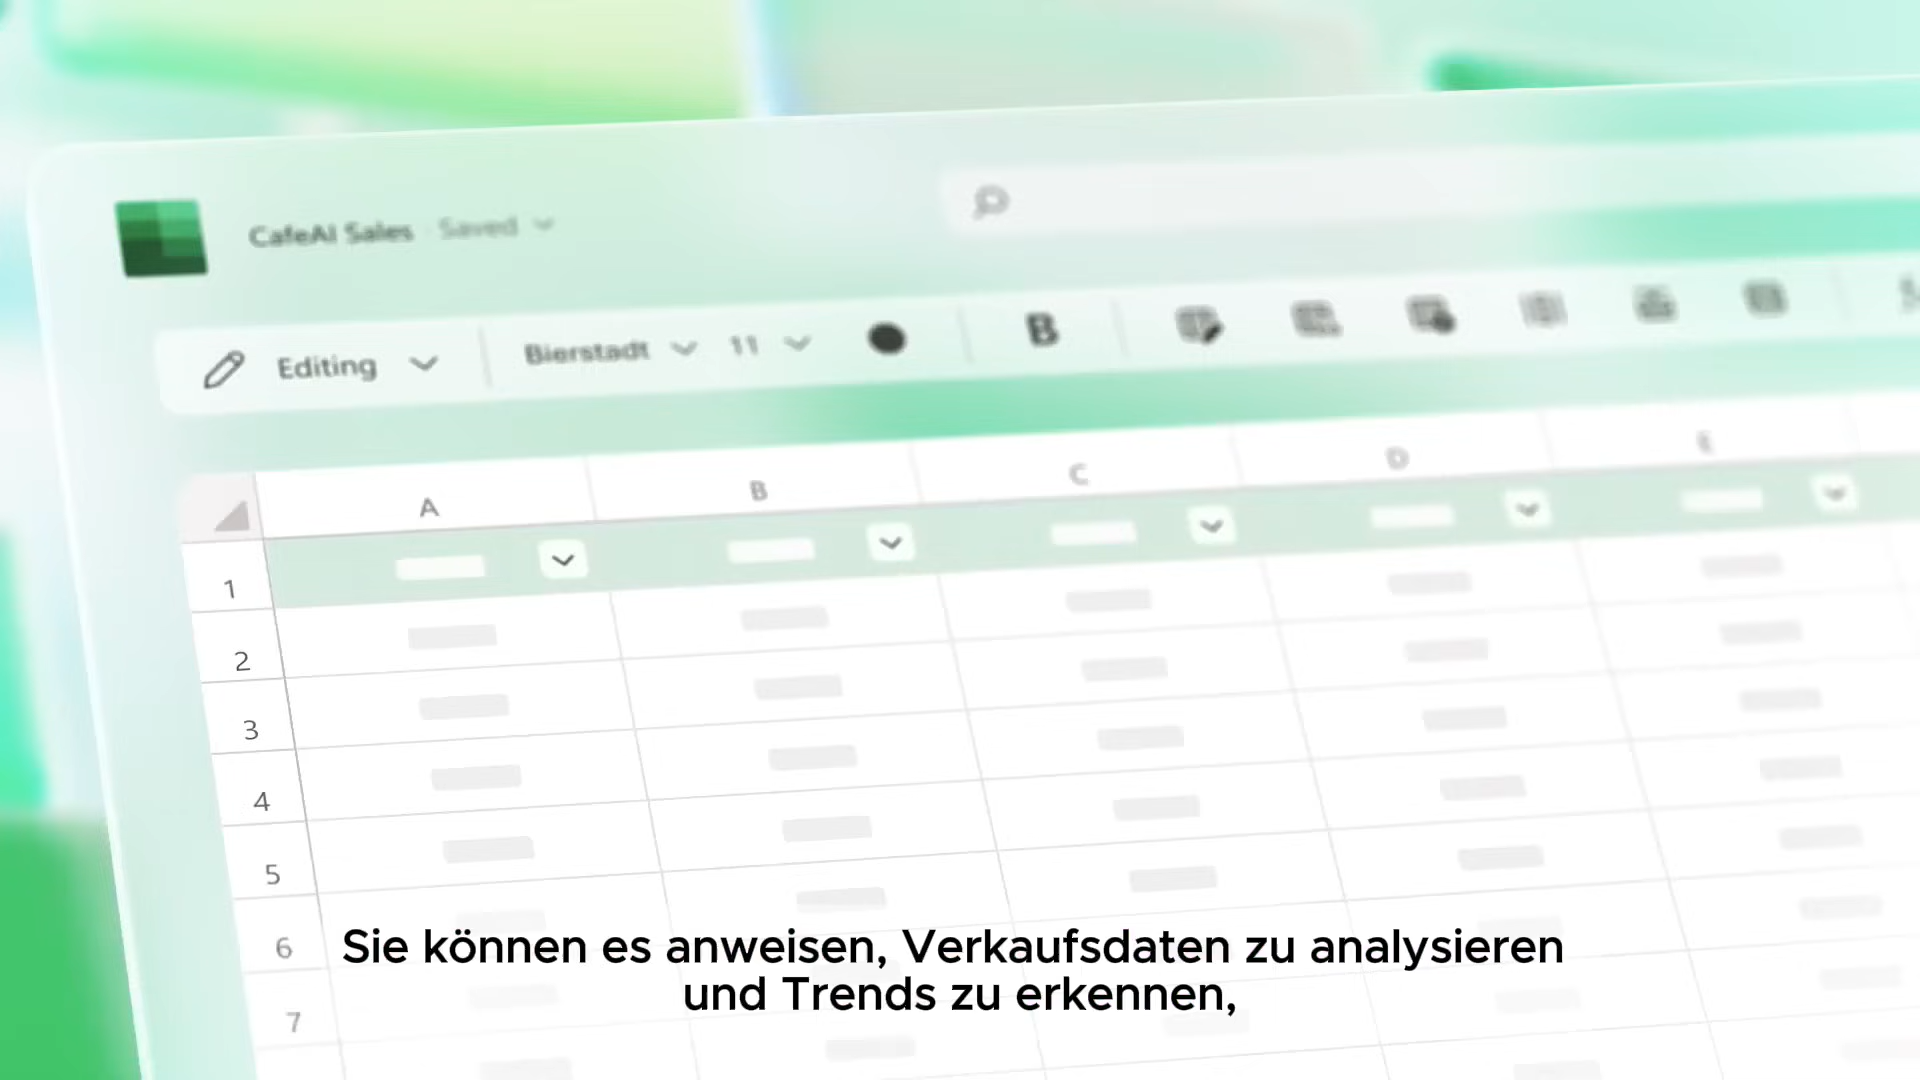 CafeAI Sales · Saved
Editing
Bierstadt
11
B
A
B
C
D
E
1
2
3
4
5
6
7
Sie können es anweisen, Verkaufsdaten zu analysieren
und Trends zu erkennen,